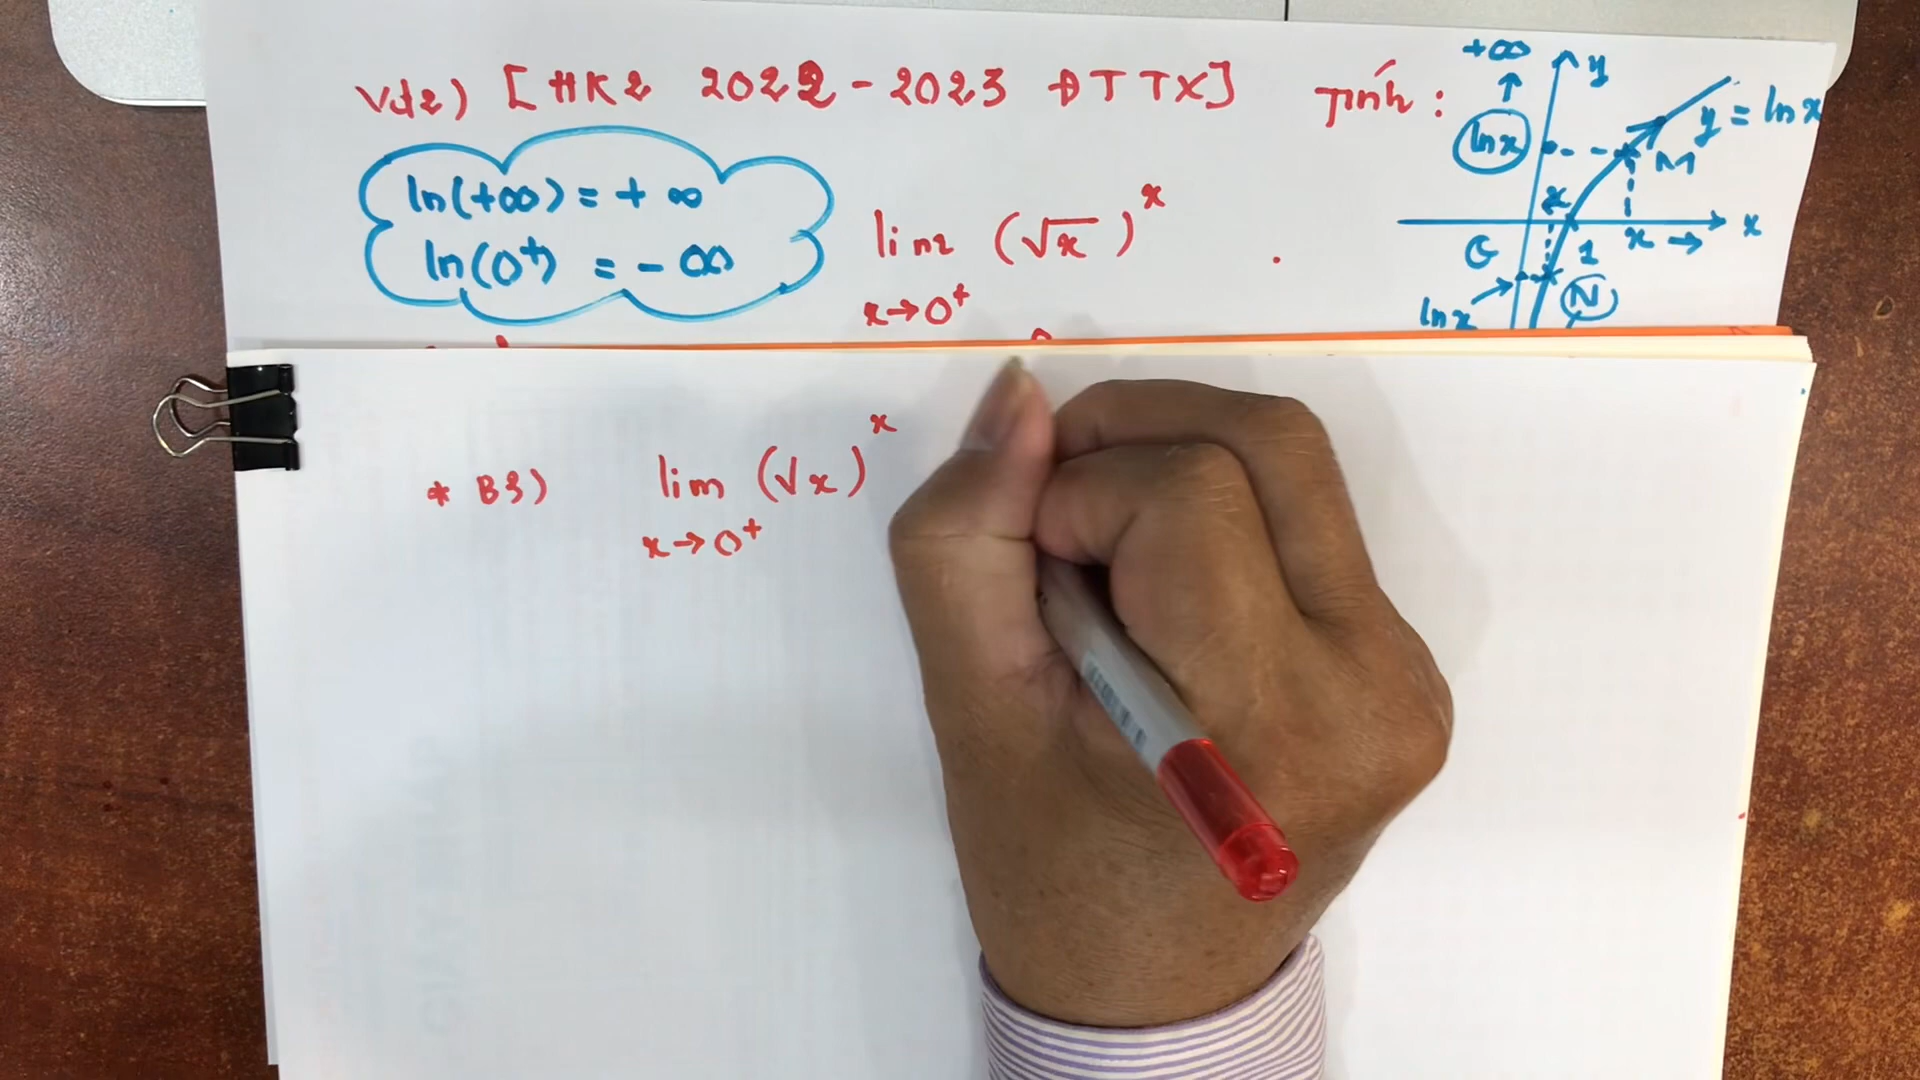 Vd2) [HK2 2022-2023 ĐTTX] Tính:
ln(+∞) = + ∞
ln(0⁺) = - ∞
lim (√x)ˣ .
x→0⁺
+∞
↑
y
ln x
y = ln x
M
x
O
1
x →
x
ln x
N
* B3) lim (√x)ˣ
x→0⁺